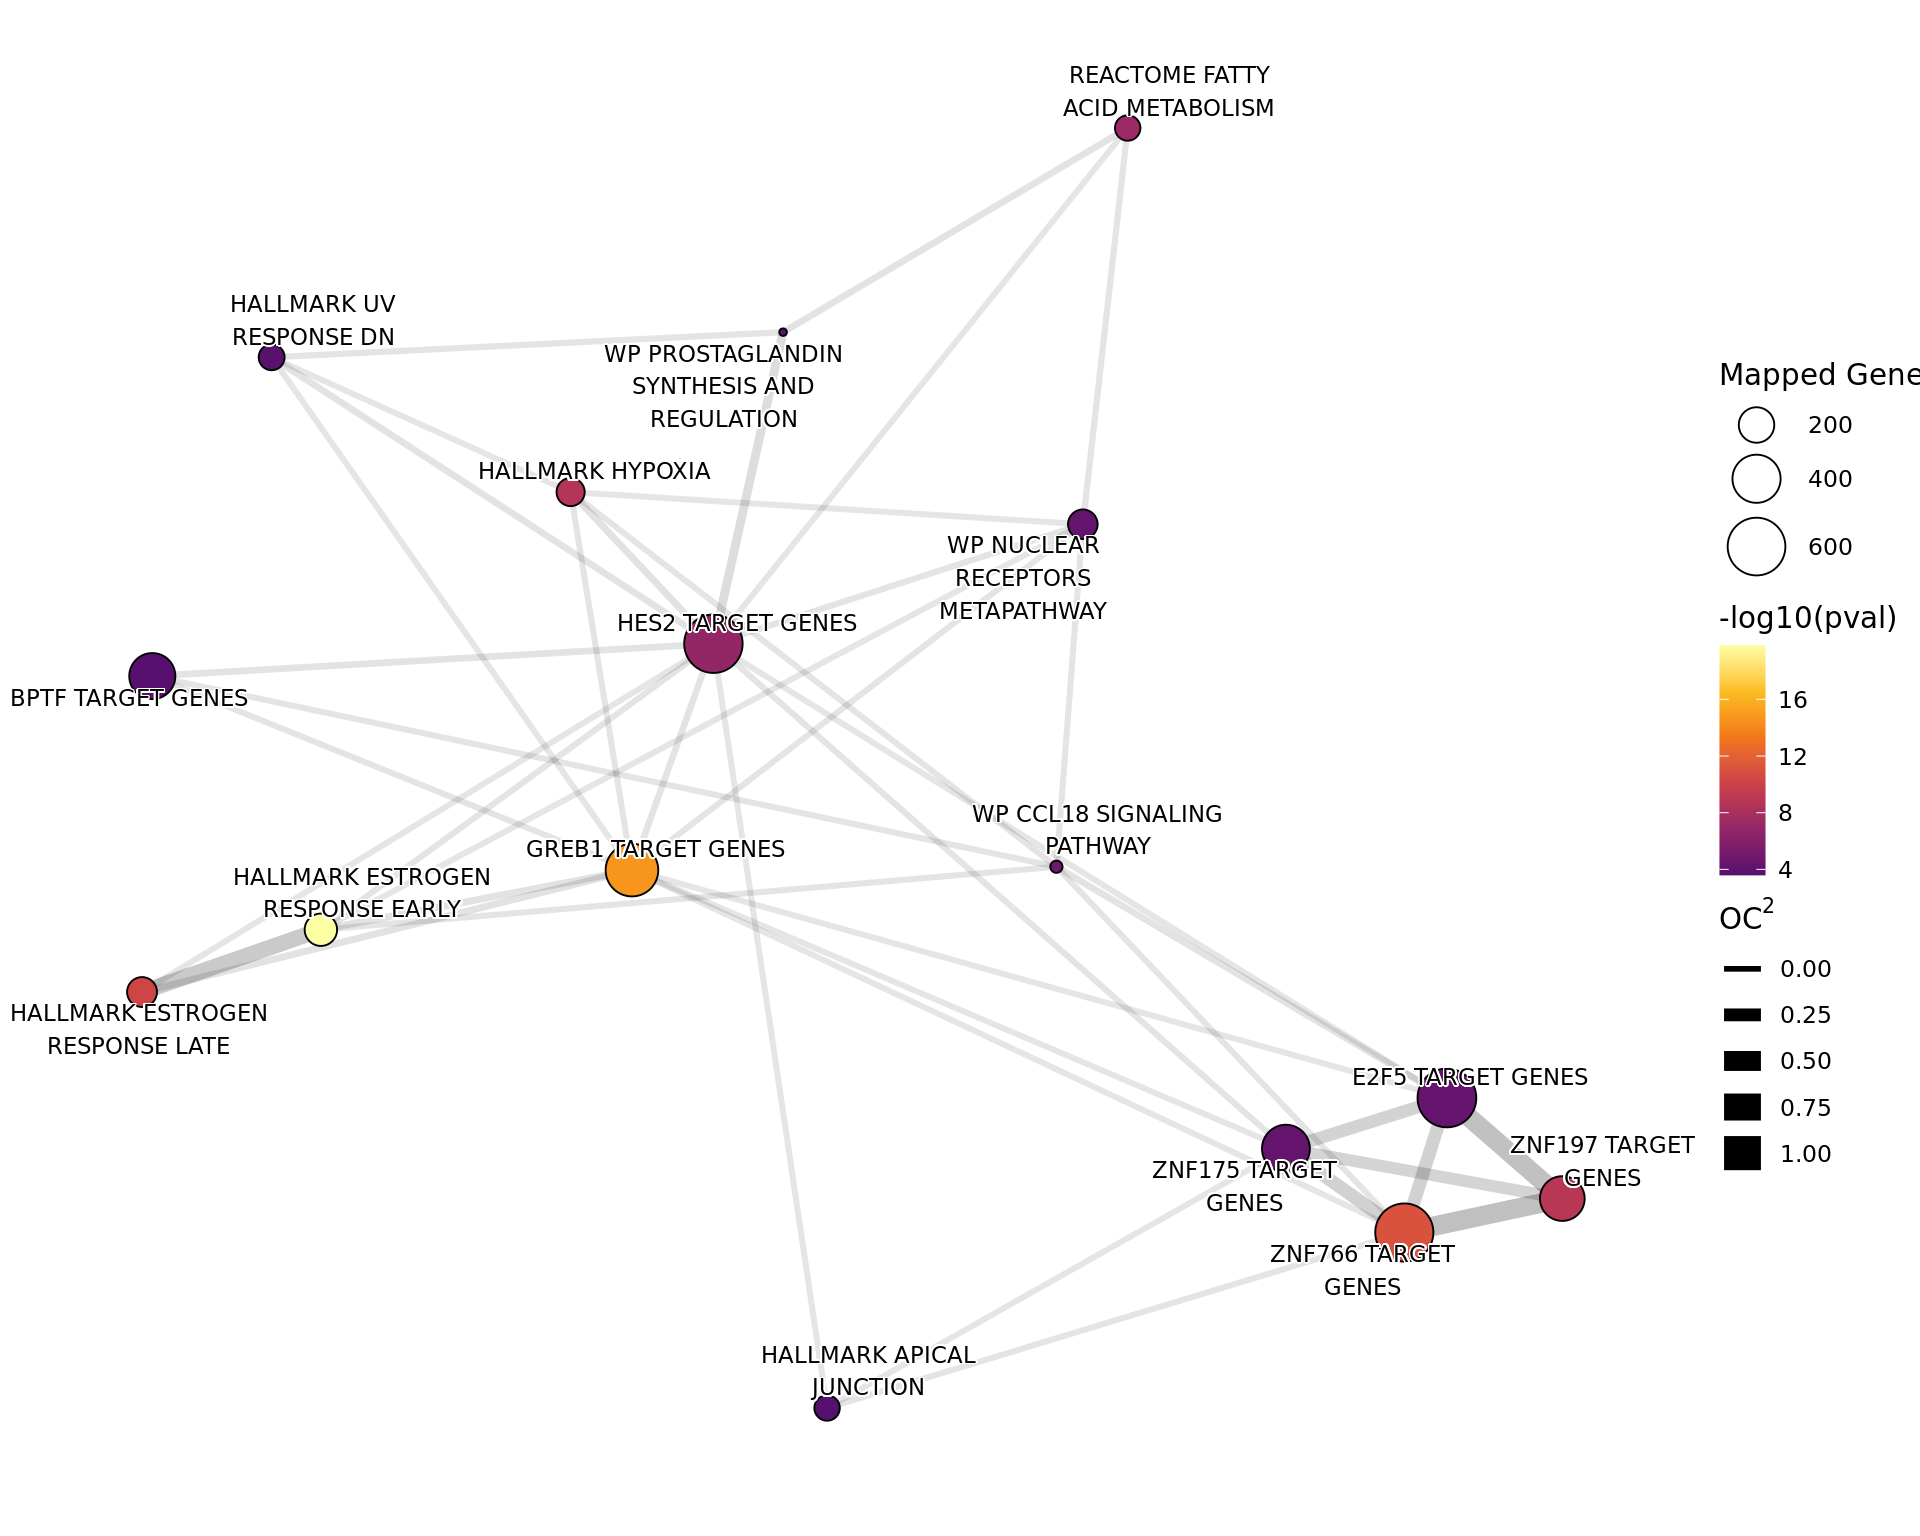 REACTOME FATTY
ACID METABOLISM
HALLMARK UV
RESPONSE DN
WP PROSTAGLANDIN
SYNTHESIS AND
REGULATION
HALLMARK HYPOXIA
WP NUCLEAR
RECEPTORS
METAPATHWAY
HES2 TARGET GENES
BPTF TARGET GENES
WP CCL18 SIGNALING
PATHWAY
GREB1 TARGET GENES
HALLMARK ESTROGEN
RESPONSE EARLY
HALLMARK ESTROGEN
RESPONSE LATE
E2F5 TARGET GENES
ZNF197 TARGET
GENES
ZNF175 TARGET
GENES
ZNF766 TARGET
GENES
HALLMARK APICAL
JUNCTION
Mapped Gene
200
400
600
-log10(pval)
16
12
8
4
OC²
0.00
0.25
0.50
0.75
1.00